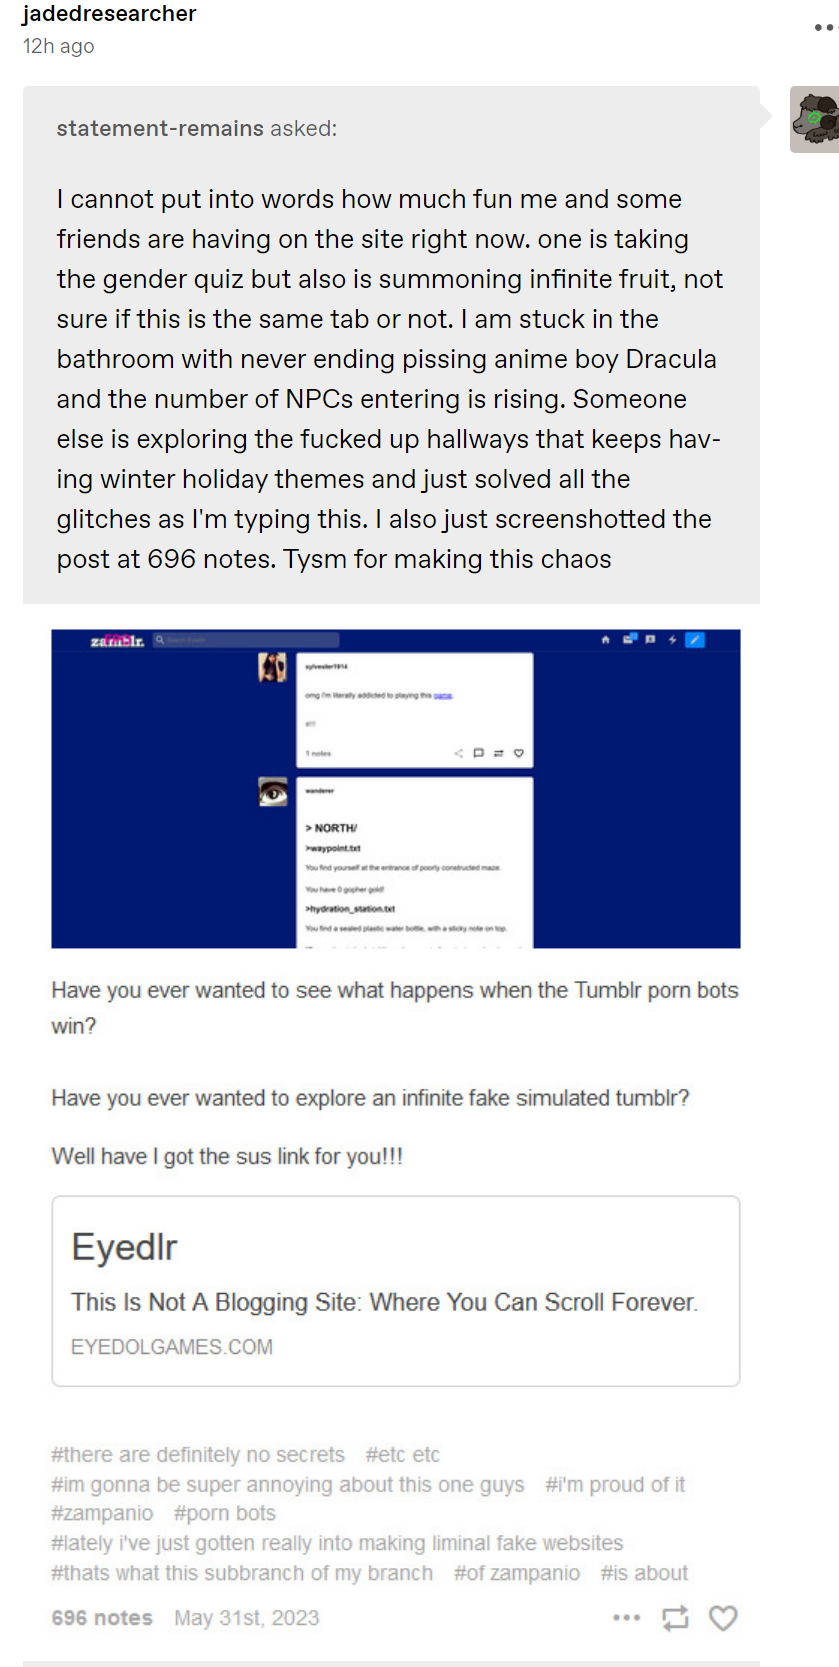 jadedresearcher
12h ago
statement-remains asked:
I cannot put into words how much fun me and some
friends are having on the site right now. one is taking
the gender quiz but also is summoning infinite fruit, not
sure if this is the same tab or not. I am stuck in the
bathroom with never ending pissing anime boy Dracula
and the number of NPCs entering is rising. Someone
else is exploring the fucked up hallways that keeps hav-
ing winter holiday themes and just solved all the
glitches as I'm typing this. I also just screenshotted the
post at 696 notes. Tysm for making this chaos
Search Eyedlr
sylvester1914
omg I'm literally addicted to playing this game.
#!!!
1 notes
wanderer
> NORTH/
>waypoint.txt
You find yourself at the entrance of poorly constructed maze.
You have 0 gopher gold!
>hydration_station.txt
You find a sealed plastic water bottle, with a sticky note on top.
Have you ever wanted to see what happens when the Tumblr porn bots
win?
Have you ever wanted to explore an infinite fake simulated tumblr?
Well have I got the sus link for you!!!
Eyedlr
This Is Not A Blogging Site: Where You Can Scroll Forever.
EYEDOLGAMES.COM
#there are definitely no secrets #etc etc
#im gonna be super annoying about this one guys #i'm proud of it
#zampanio #porn bots
#lately i've just gotten really into making liminal fake websites
#thats what this subbranch of my branch #of zampanio #is about
696 notes May 31st, 2023